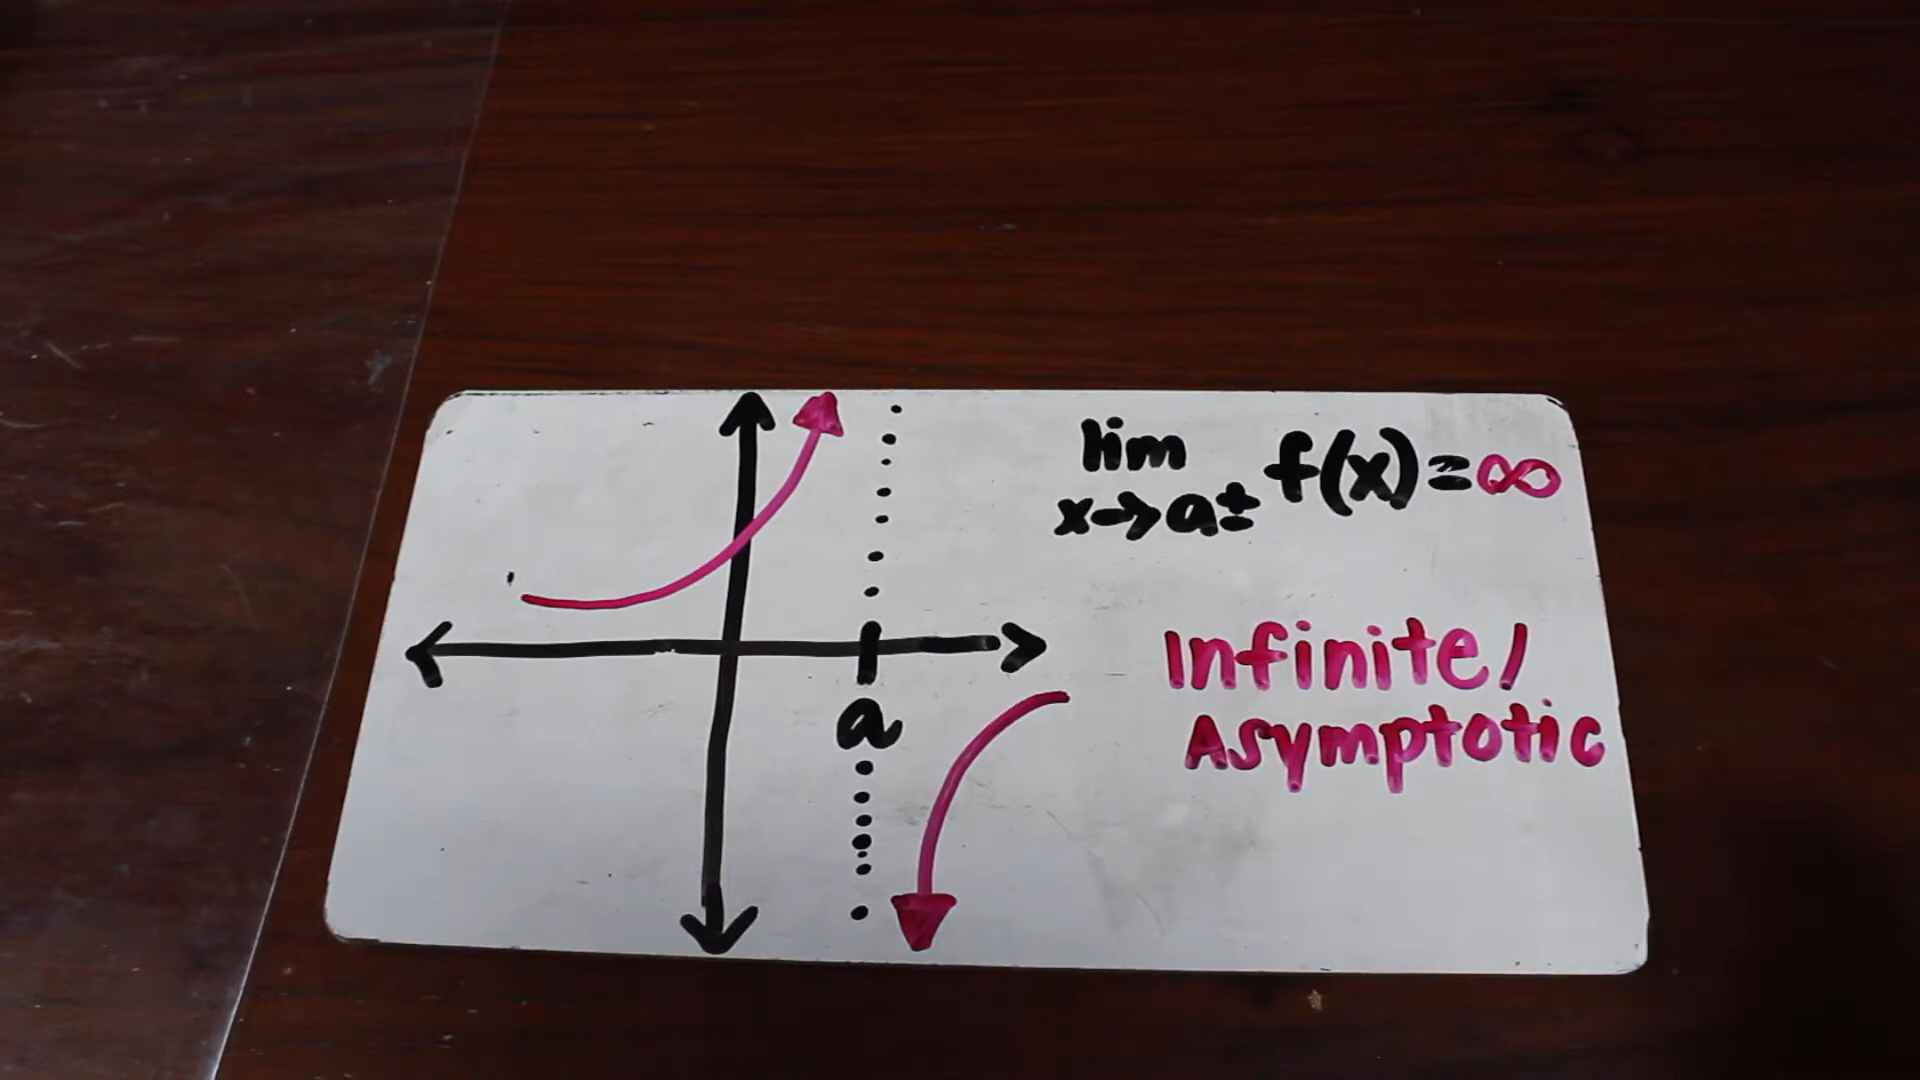 lim f(x)=∞
x→a±
a
Infinite/
Asymptotic